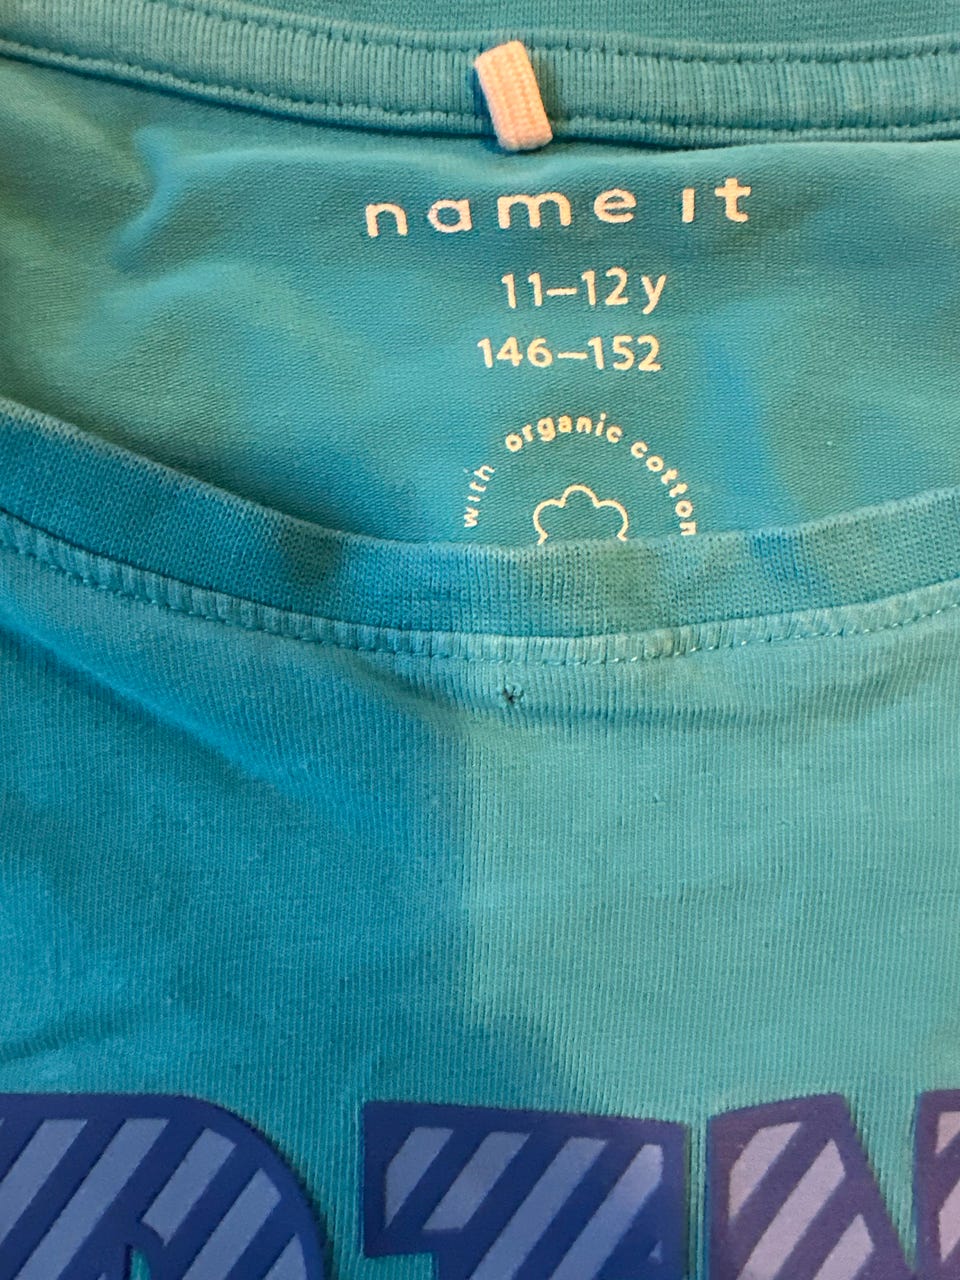 name it
11–12 y
146–152
with organic cotton